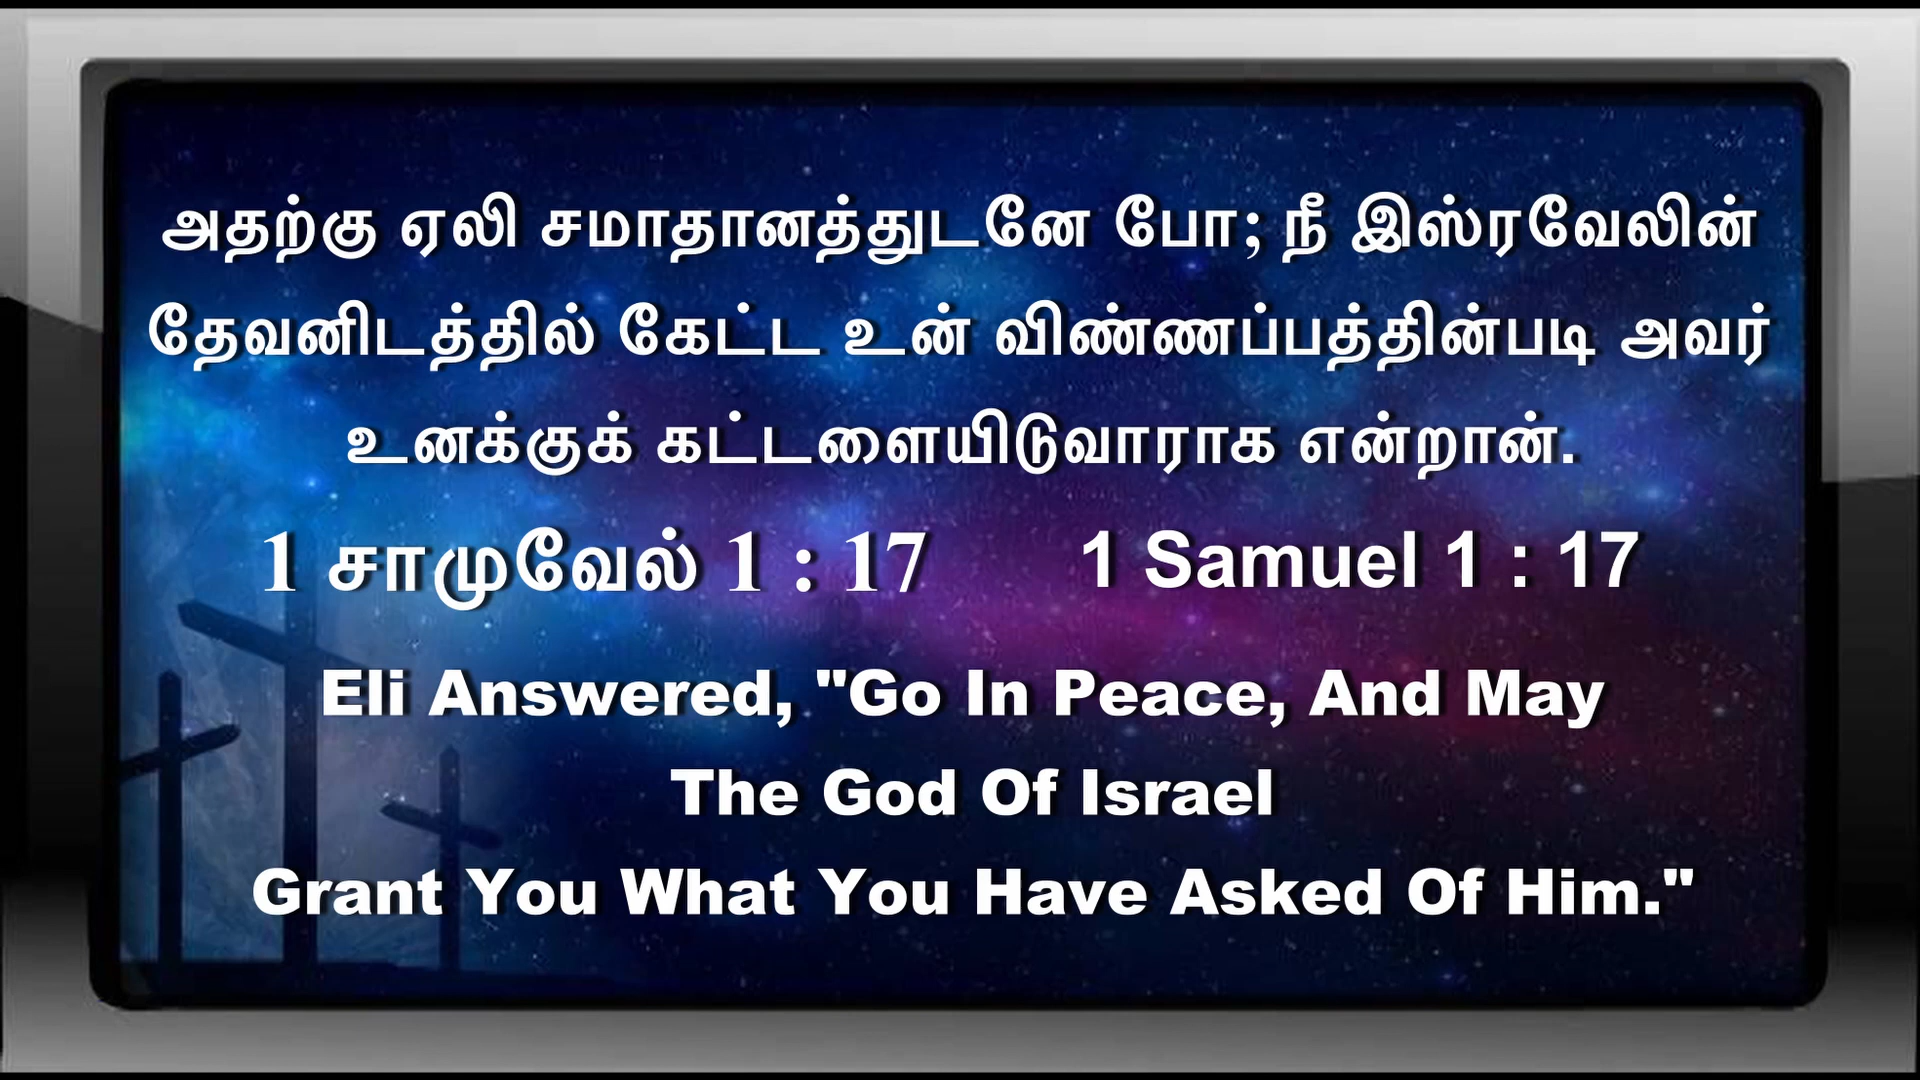 அதற்கு ஏலி சமாதானத்துடனே போ; நீ இஸ்ரவேலின்
தேவனிடத்தில் கேட்ட உன் விண்ணப்பத்தின்படி அவர்
உனக்குக் கட்டளையிடுவாராக என்றான்.
1 சாமுவேல் 1 : 17 1 Samuel 1 : 17
Eli Answered, "Go In Peace, And May
The God Of Israel
Grant You What You Have Asked Of Him."